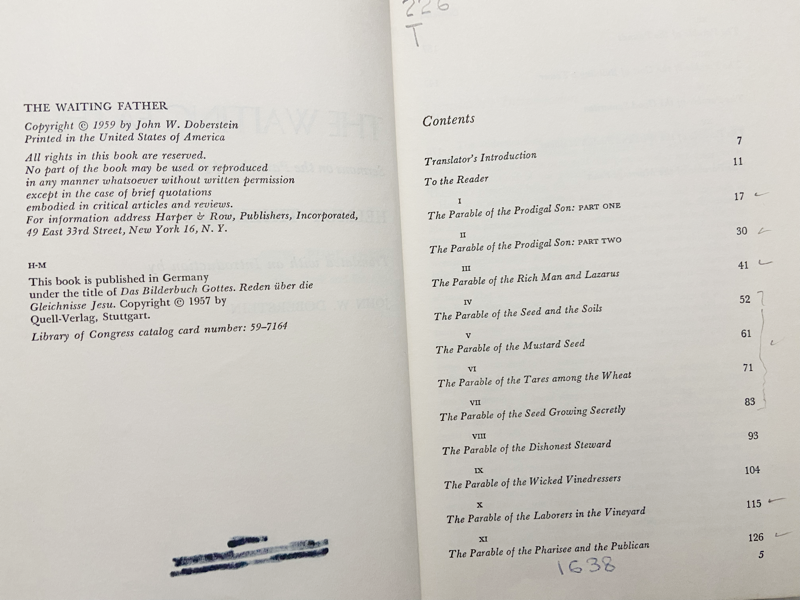 THE WAITING FATHER
Copyright © 1959 by John W. Doberstein
Printed in the United States of America
All rights in this book are reserved.
No part of the book may be used or reproduced
in any manner whatsoever without written permission
except in the case of brief quotations
embodied in critical articles and reviews.
For information address Harper & Row, Publishers, Incorporated,
49 East 33rd Street, New York 16, N. Y.
H-M
This book is published in Germany
under the title of Das Bilderbuch Gottes. Reden über die
Gleichnisse Jesu. Copyright © 1957 by
Quell-Verlag, Stuttgart.
Library of Congress catalog card number: 59-7164
226
T
Contents
Translator's Introduction 7
To the Reader 11
I
The Parable of the Prodigal Son: PART ONE 17
II
The Parable of the Prodigal Son: PART TWO 30
III
The Parable of the Rich Man and Lazarus 41
IV
The Parable of the Seed and the Soils 52
V
The Parable of the Mustard Seed 61
VI
The Parable of the Tares among the Wheat 71
VII
The Parable of the Seed Growing Secretly 83
VIII
The Parable of the Dishonest Steward 93
IX
The Parable of the Wicked Vinedressers 104
X
The Parable of the Laborers in the Vineyard 115
XI
The Parable of the Pharisee and the Publican 126
5
1638